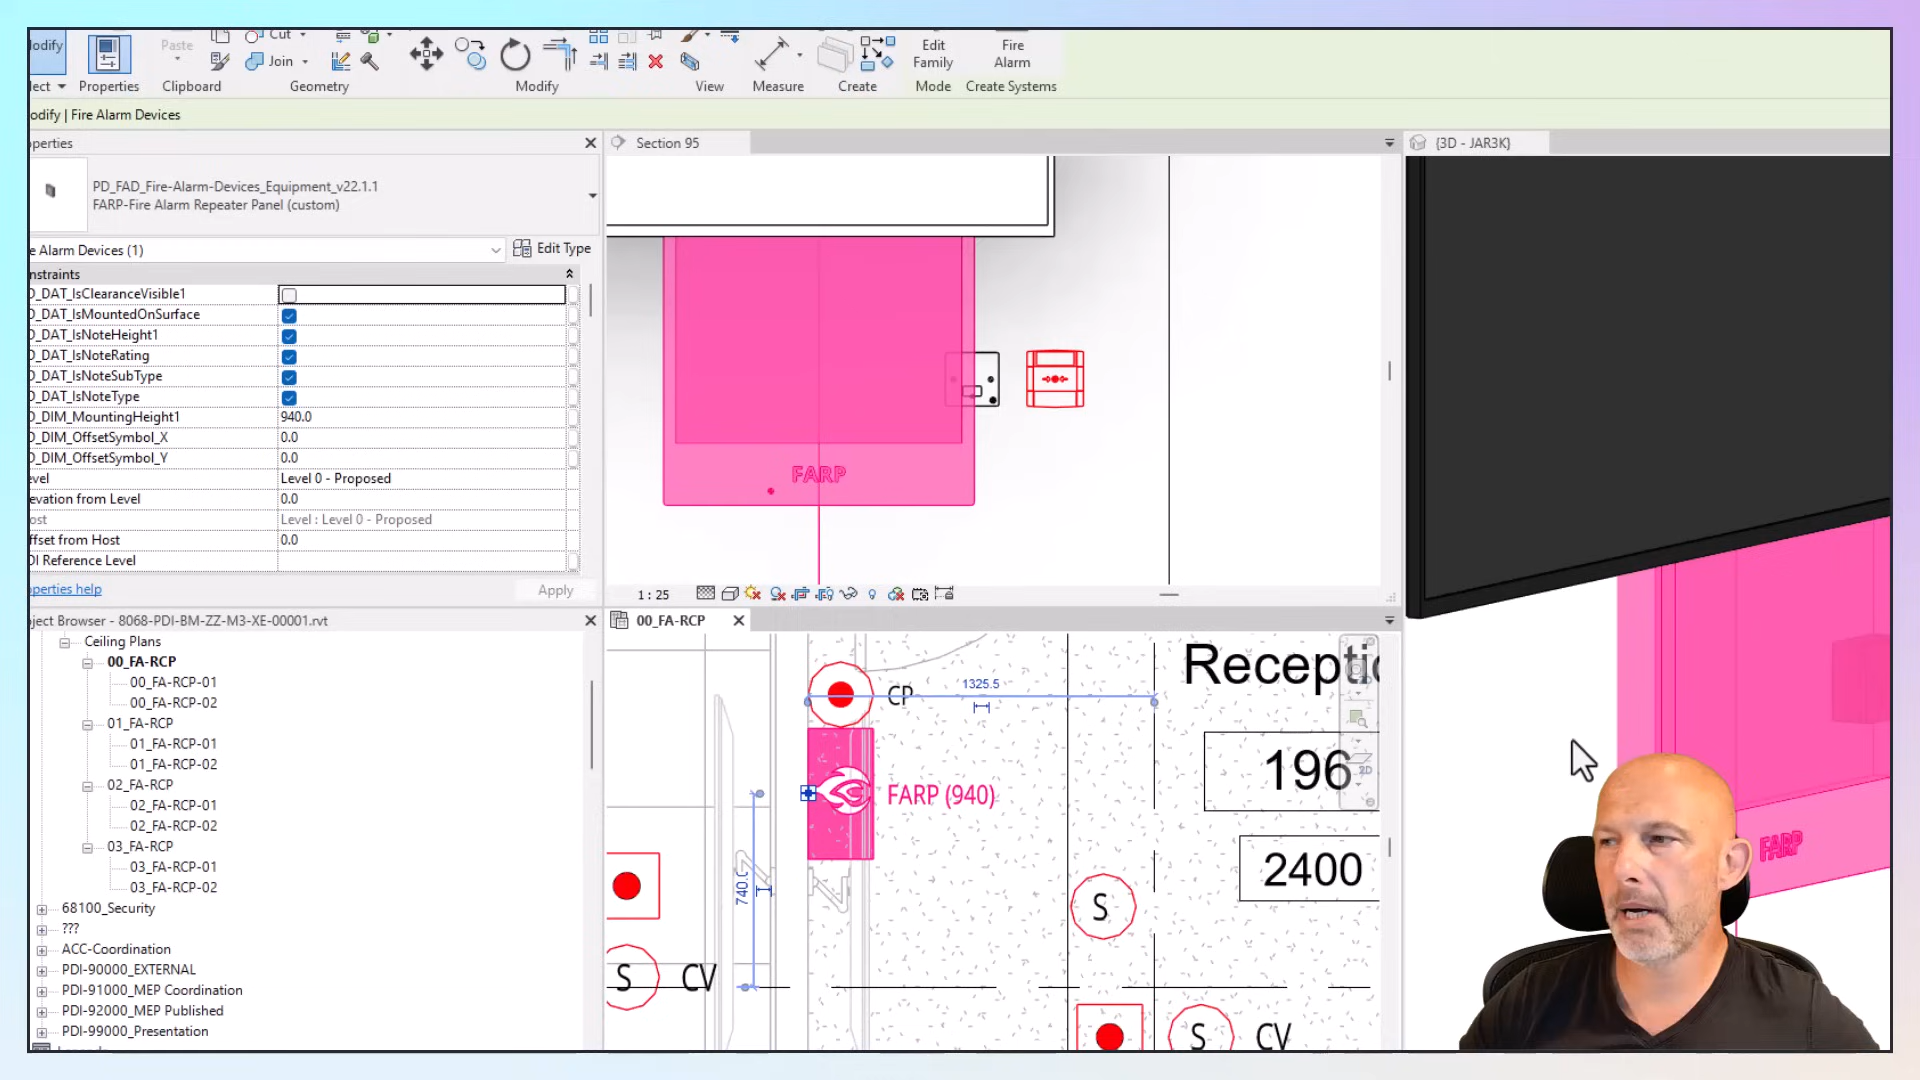 odify
Paste
Cut
Join
Edit
Family
Fire
Alarm
lect
Properties
Clipboard
Geometry
Modify
View
Measure
Create
Mode
Create Systems
odify | Fire Alarm Devices
operties
PD_FAD_Fire-Alarm-Devices_Equipment_v22.1.1
FARP-Fire Alarm Repeater Panel (custom)
e Alarm Devices (1)
Edit Type
nstraints
D_DAT_IsClearanceVisible1
D_DAT_IsMountedOnSurface
D_DAT_IsNoteHeight1
D_DAT_IsNoteRating
D_DAT_IsNoteSubType
D_DAT_IsNoteType
D_DIM_MountingHeight1 940.0
D_DIM_OffsetSymbol_X 0.0
D_DIM_OffsetSymbol_Y 0.0
evel Level 0 - Proposed
evation from Level 0.0
ost Level : Level 0 - Proposed
ffset from Host 0.0
DI Reference Level
operties help
Apply
Section 95
FARP
1 : 25
{3D - JAR3K}
FARP
oject Browser - 8068-PDI-BM-ZZ-M3-XE-00001.rvt
Ceiling Plans
00_FA-RCP
00_FA-RCP-01
00_FA-RCP-02
01_FA-RCP
01_FA-RCP-01
01_FA-RCP-02
02_FA-RCP
02_FA-RCP-01
02_FA-RCP-02
03_FA-RCP
03_FA-RCP-01
03_FA-RCP-02
68100_Security
???
ACC-Coordination
PDI-90000_EXTERNAL
PDI-91000_MEP Coordination
PDI-92000_MEP Published
PDI-99000_Presentation
00_FA-RCP
CP
1325.5
Receptio
196
2D
FARP (940)
740.0
2400
S
S CV
S CV